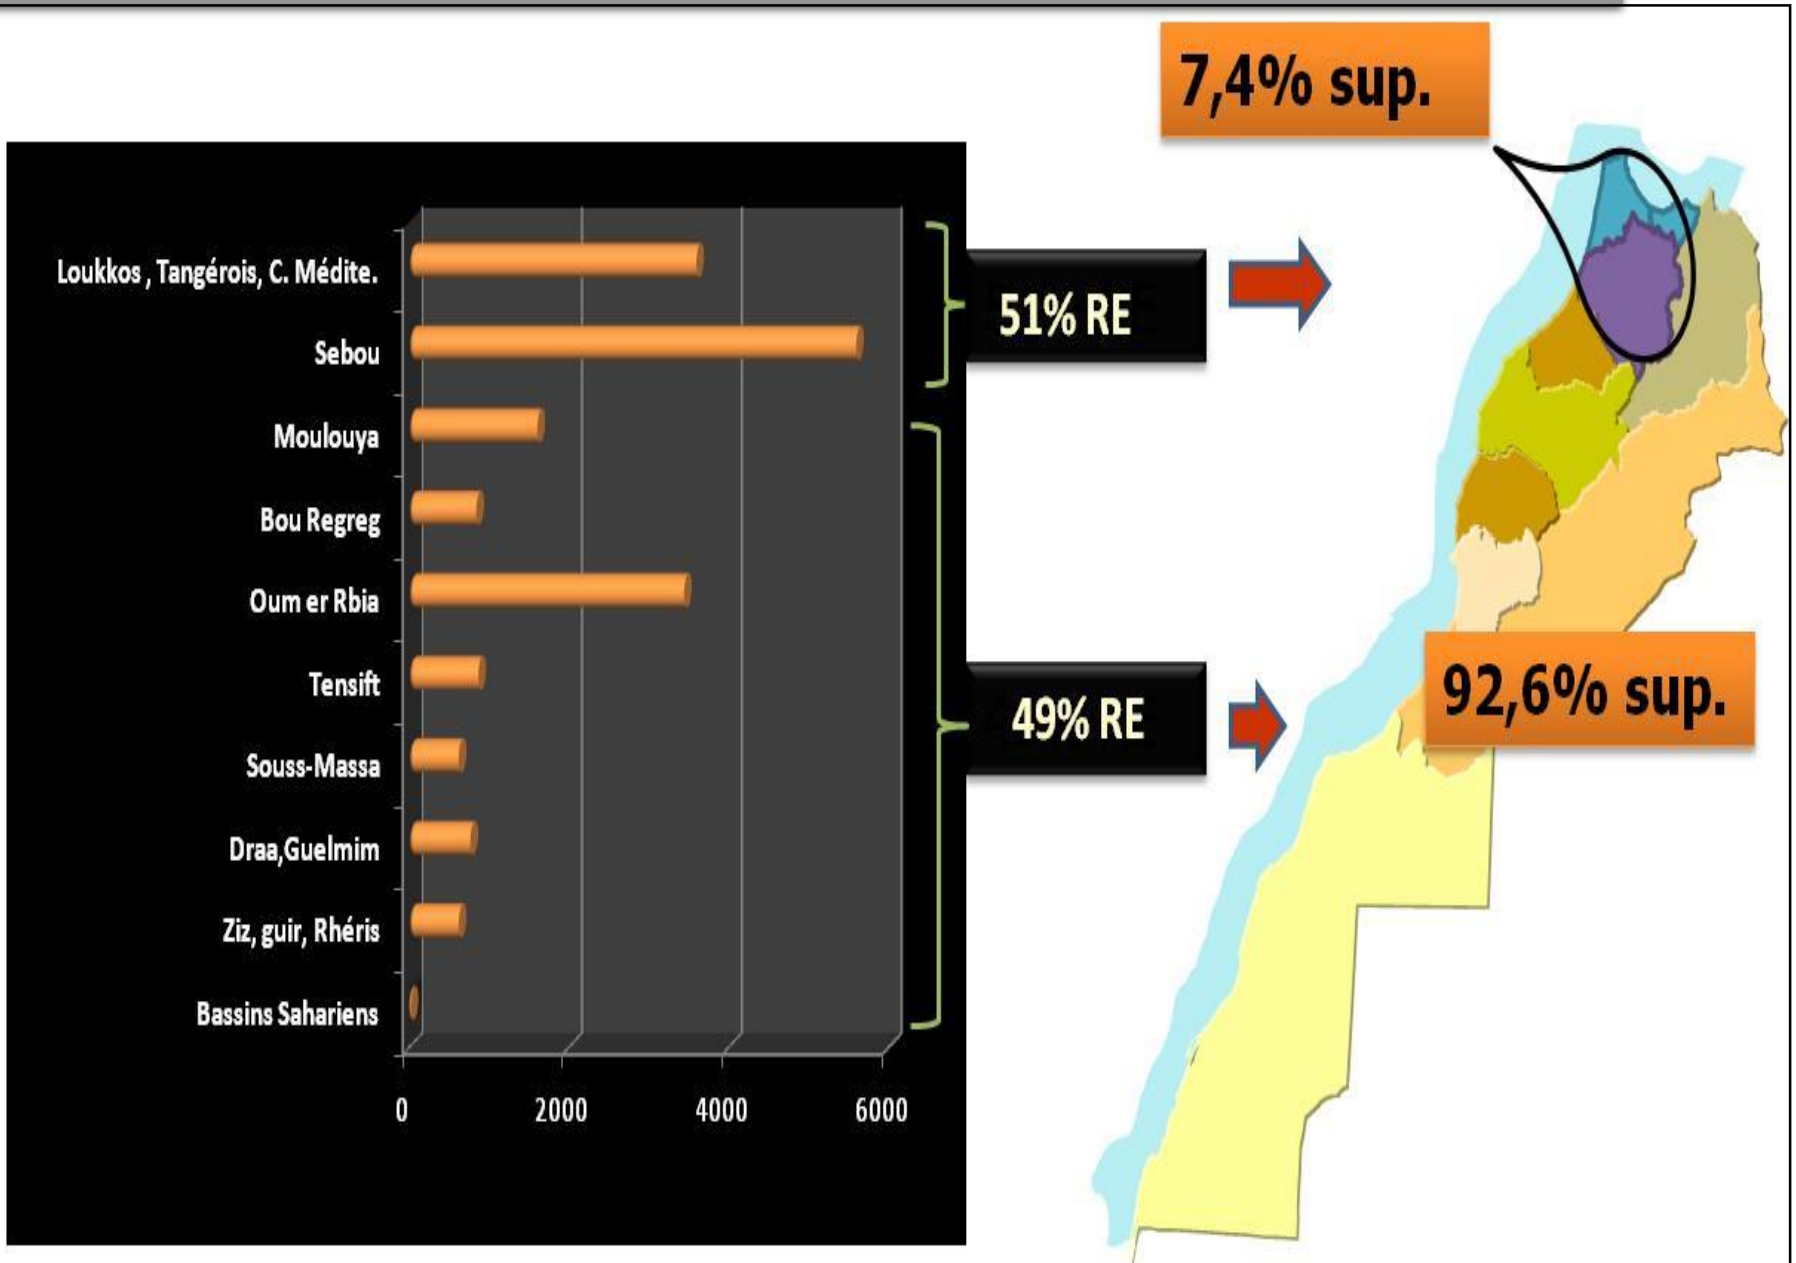 7,4% sup.
Loukkos , Tangérois, C. Médite.
Sebou
Moulouya
Bou Regreg
Oum er Rbia
Tensift
Souss-Massa
Draa,Guelmim
Ziz, guir, Rhéris
Bassins Sahariens
0 2000 4000 6000
51% RE
49% RE
92,6% sup.